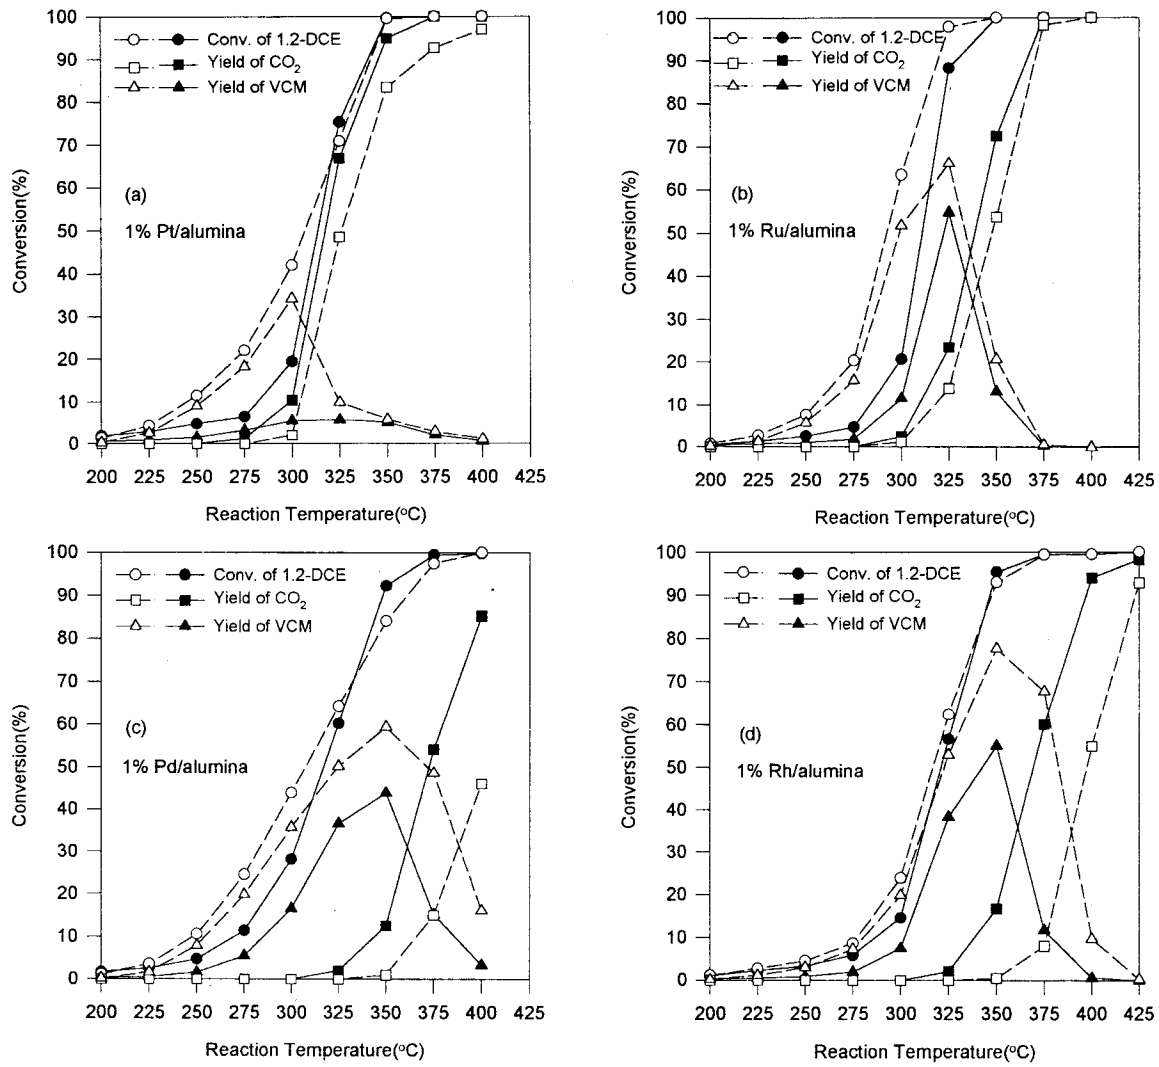 100
90
80
70
60
50
40
30
20
10
0
Conversion(%)
Conv. of 1.2-DCE
Yield of CO2
Yield of VCM
(a)
1% Pt/alumina
200 225 250 275 300 325 350 375 400 425
Reaction Temperature(oC)
100
90
80
70
60
50
40
30
20
10
0
Conversion(%)
Conv. of 1.2-DCE
Yield of CO2
Yield of VCM
(b)
1% Ru/alumina
200 225 250 275 300 325 350 375 400 425
Reaction Temperature(oC)
100
90
80
70
60
50
40
30
20
10
0
Conversion(%)
Conv. of 1.2-DCE
Yield of CO2
Yield of VCM
(c)
1% Pd/alumina
200 225 250 275 300 325 350 375 400 425
Reaction Temperature(oC)
100
90
80
70
60
50
40
30
20
10
0
Conversion(%)
Conv. of 1.2-DCE
Yield of CO2
Yield of VCM
(d)
1% Rh/alumina
200 225 250 275 300 325 350 375 400 425
Reaction Temperature(oC)